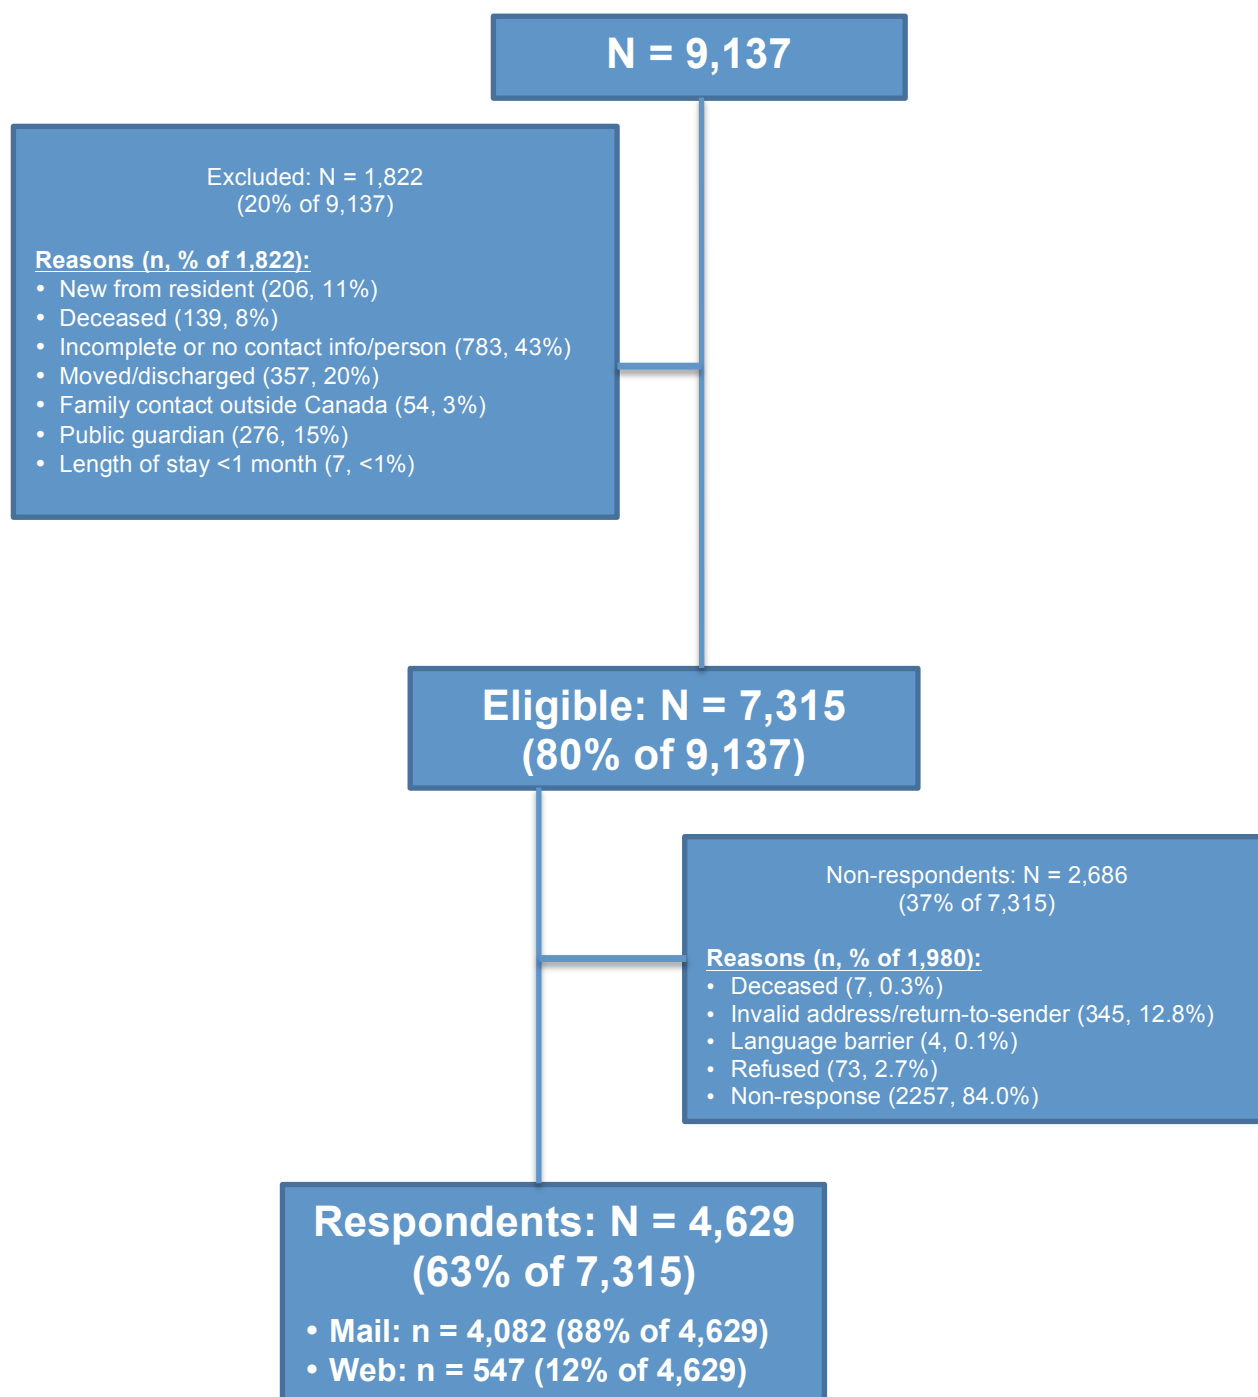 N = 9,137
Excluded: N = 1,822
(20% of 9,137)
Reasons (n, % of 1,822):
• New from resident (206, 11%)
• Deceased (139, 8%)
• Incomplete or no contact info/person (783, 43%)
• Moved/discharged (357, 20%)
• Family contact outside Canada (54, 3%)
• Public guardian (276, 15%)
• Length of stay <1 month (7, <1%)
Eligible: N = 7,315
(80% of 9,137)
Non-respondents: N = 2,686
(37% of 7,315)
Reasons (n, % of 1,980):
• Deceased (7, 0.3%)
• Invalid address/return-to-sender (345, 12.8%)
• Language barrier (4, 0.1%)
• Refused (73, 2.7%)
• Non-response (2257, 84.0%)
Respondents: N = 4,629
(63% of 7,315)
• Mail: n = 4,082 (88% of 4,629)
• Web: n = 547 (12% of 4,629)